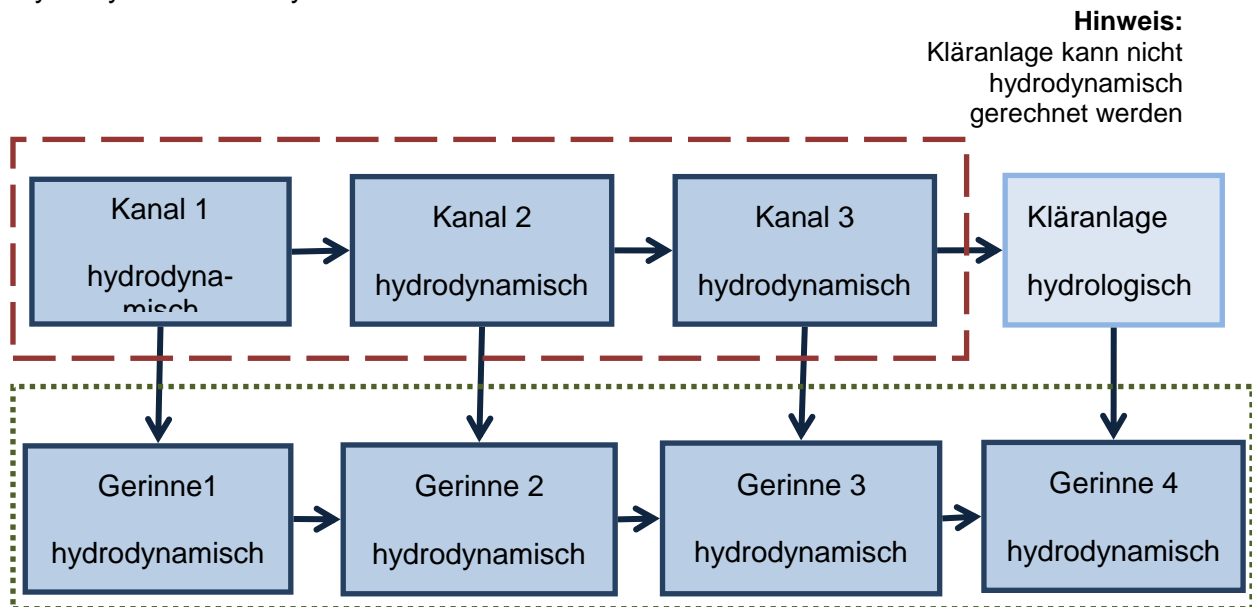 Hinweis:
Kläranlage kann nicht
hydrodynamisch
gerechnet werden
Kanal 1
hydrodyna-
misch
Kanal 2
hydrodynamisch
Kanal 3
hydrodynamisch
Kläranlage
hydrologisch
Gerinne1
hydrodynamisch
Gerinne 2
hydrodynamisch
Gerinne 3
hydrodynamisch
Gerinne 4
hydrodynamisch